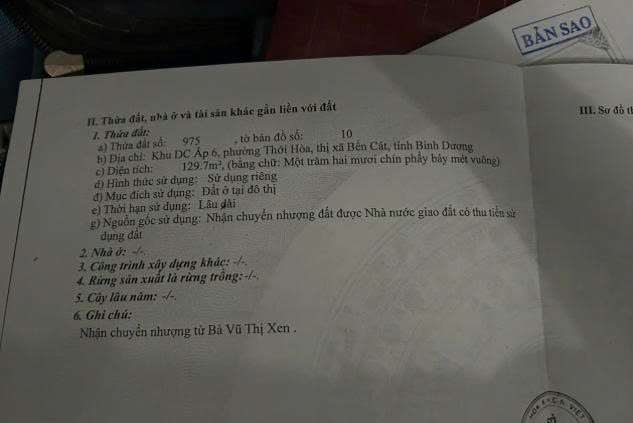 BẢN SAO
II. Thửa đất, nhà ở và tài sản khác gắn liền với đất
III. Sơ đồ
1. Thửa đất:
a) Thửa đất số: 975 , tờ bản đồ số: 10
b) Địa chỉ: Khu DC Ấp 6, phường Thới Hòa, thị xã Bến Cát, tỉnh Bình Dương
c) Diện tích: 129.7m², (bằng chữ: Một trăm hai mươi chín phẩy bảy mét vuông)
d) Hình thức sử dụng: Sử dụng riêng
đ) Mục đích sử dụng: Đất ở tại đô thị
e) Thời hạn sử dụng: Lâu dài
g) Nguồn gốc sử dụng: Nhận chuyển nhượng đất được Nhà nước giao đất có thu tiền sử
dụng đất
2. Nhà ở: -/-.
3. Công trình xây dựng khác: -/-.
4. Rừng sản xuất là rừng trồng: -/-.
5. Cây lâu năm: -/-.
6. Ghi chú:
Nhận chuyển nhượng từ Bà Vũ Thị Xen .